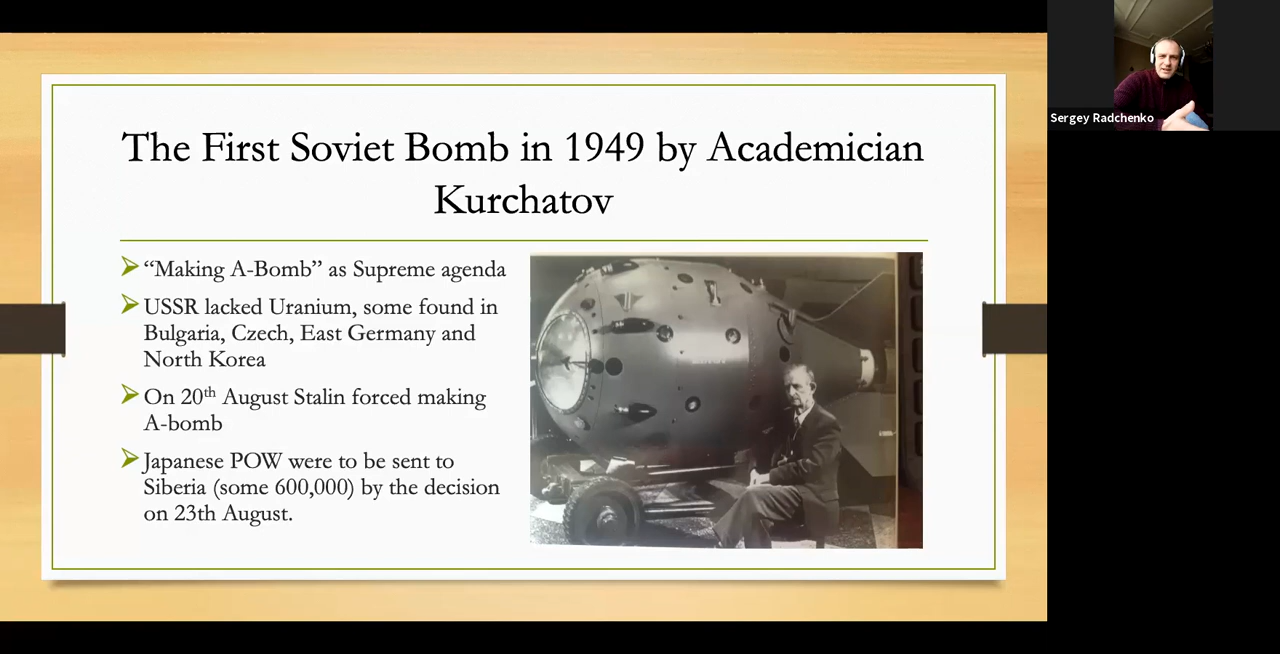 The First Soviet Bomb in 1949 by Academician
Kurchatov
“Making A-Bomb” as Supreme agenda
USSR lacked Uranium, some found in
Bulgaria, Czech, East Germany and
North Korea
On 20th August Stalin forced making
A-bomb
Japanese POW were to be sent to
Siberia (some 600,000) by the decision
on 23th August.
Sergey Radchenko